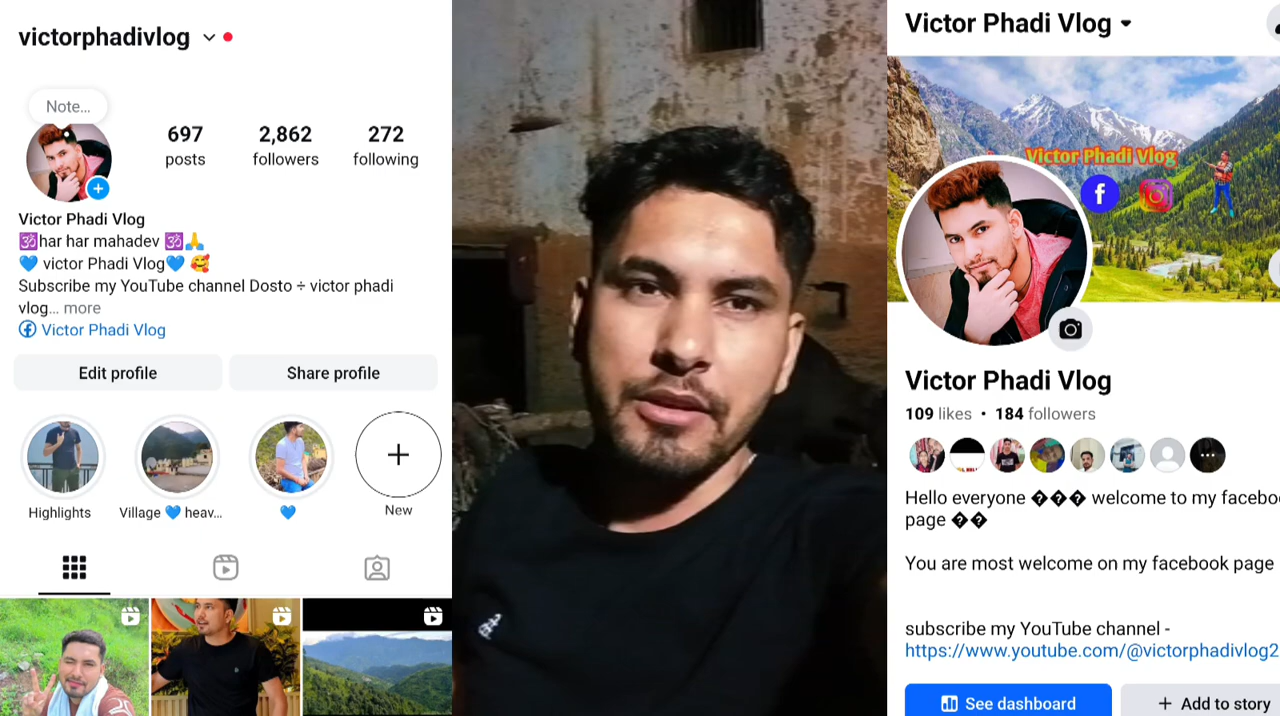 victorphadivlog
Note...
697
2,862
272
posts
followers
following
Victor Phadi Vlog
🕉️har har mahadev 🕉️🙏
💙 victor Phadi Vlog💙 🥰
Subscribe my YouTube channel Dosto ÷ victor phadi
vlog... more
Victor Phadi Vlog
Edit profile
Share profile
Highlights
Village 💙 heav...
💙
New
Victor Phadi Vlog
Victor Phadi Vlog
Victor Phadi Vlog
109 likes • 184 followers
Hello everyone ��� welcome to my facebo
page ��
You are most welcome on my facebook page
subscribe my YouTube channel -
https://www.youtube.com/@victorphadivlog2
See dashboard
+ Add to story